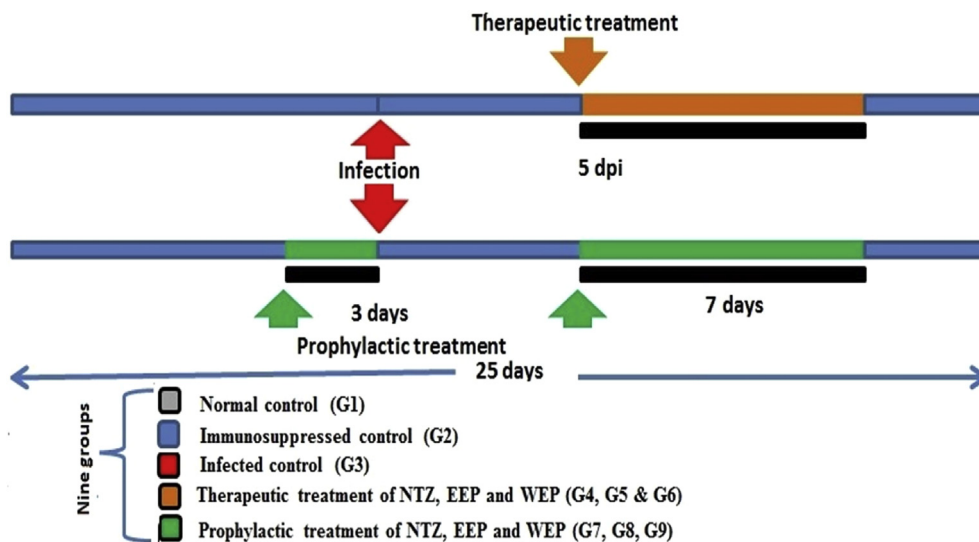 Therapeutic treatment
Infection
5 dpi
3 days
7 days
Prophylactic treatment
25 days
Nine groups
Normal control (G1)
Immunosuppressed control (G2)
Infected control (G3)
Therapeutic treatment of NTZ, EEP and WEP (G4, G5 & G6)
Prophylactic treatment of NTZ, EEP and WEP (G7, G8, G9)